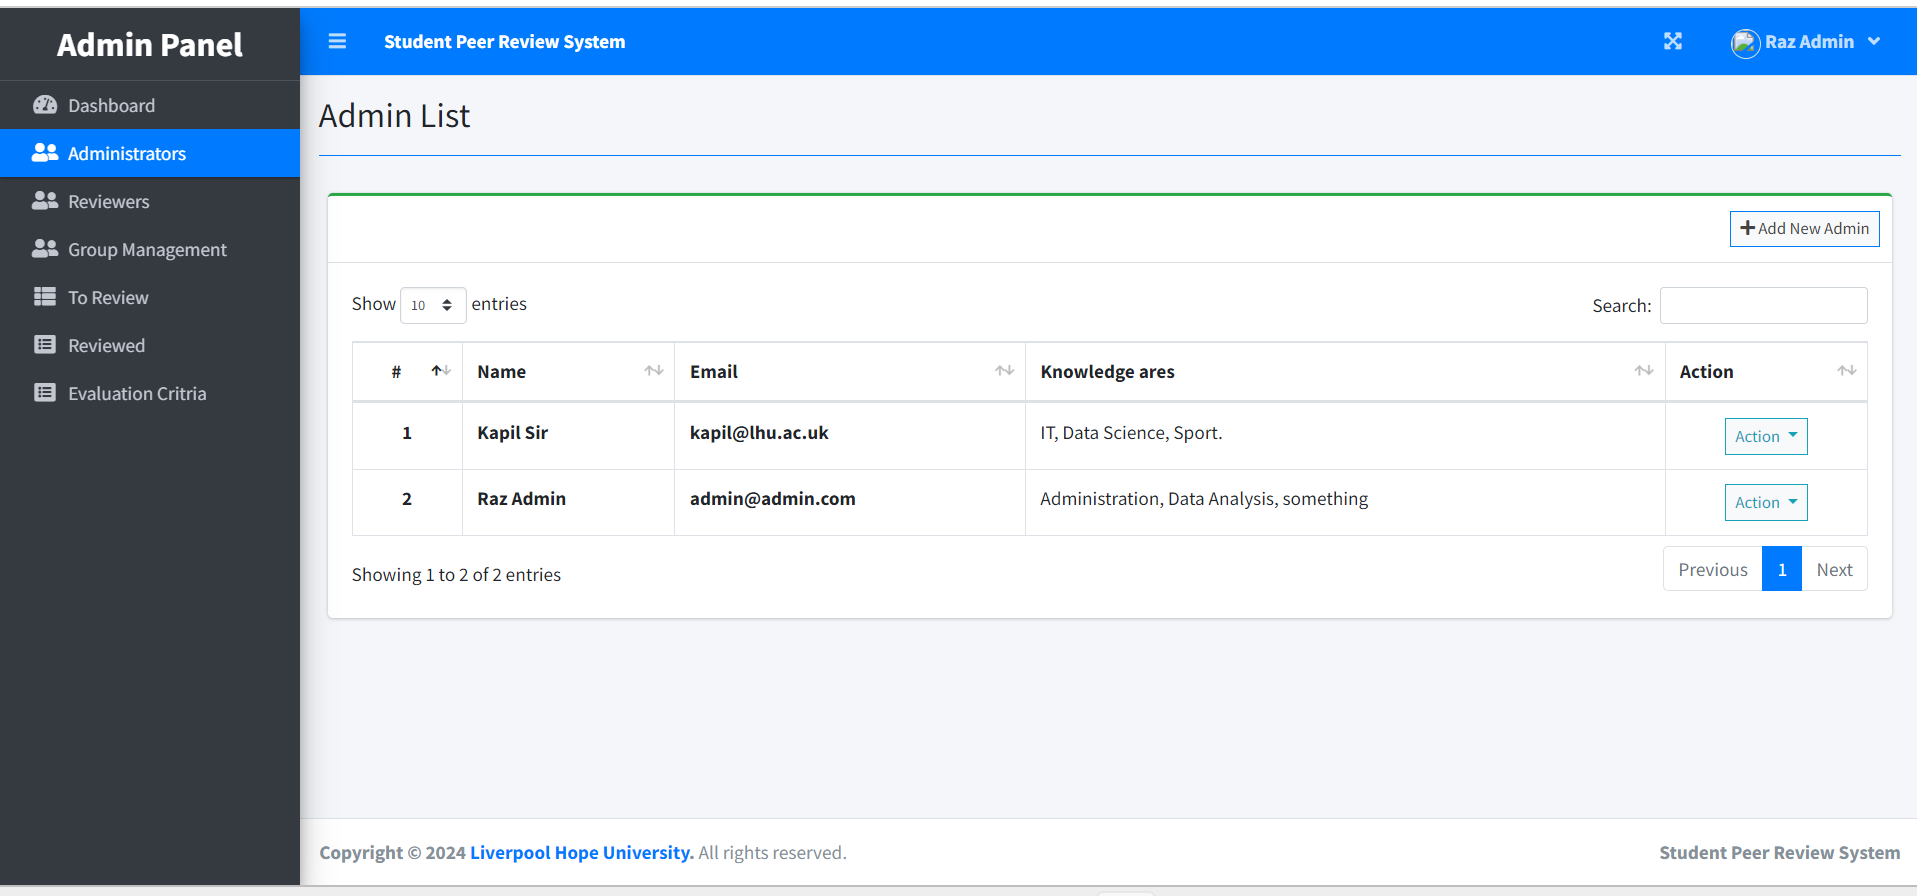 Admin Panel
Student Peer Review System
Raz Admin
Dashboard
Administrators
Reviewers
Group Management
To Review
Reviewed
Evaluation Critria
Admin List
Add New Admin
Show 10 entries
Search:
# Name Email Knowledge ares Action
1 Kapil Sir kapil@lhu.ac.uk IT, Data Science, Sport. Action
2 Raz Admin admin@admin.com Administration, Data Analysis, something Action
Showing 1 to 2 of 2 entries
Previous 1 Next
Copyright © 2024 Liverpool Hope University. All rights reserved.
Student Peer Review System